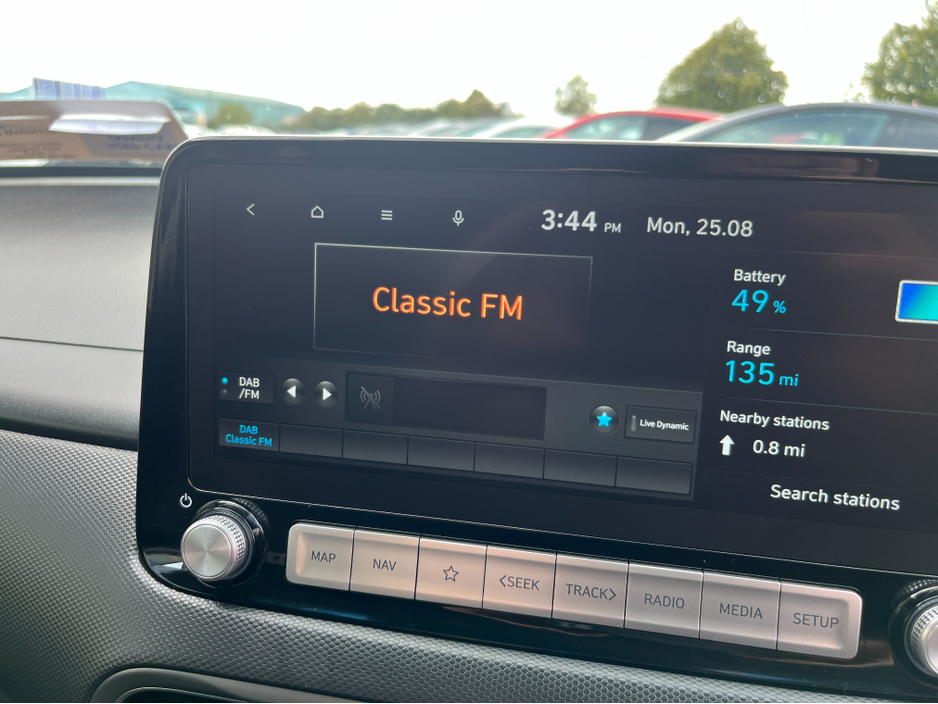 3:44 PM Mon, 25.08
Classic FM
Battery
49 %
Range
135 mi
Nearby stations
0.8 mi
Search stations
DAB
/FM
Live Dynamic
DAB
Classic FM
MAP
NAV
<SEEK
TRACK>
RADIO
MEDIA
SETUP